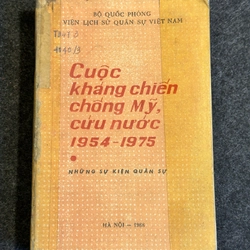 BỘ QUỐC PHÒNG
VIỆN LỊCH SỬ QUÂN SỰ VIỆT NAM
Cuộc
kháng chiến
chống Mỹ,
cứu nước
1954-1975
NHỮNG SỰ KIỆN QUÂN SỰ
HÀ NỘI - 1988